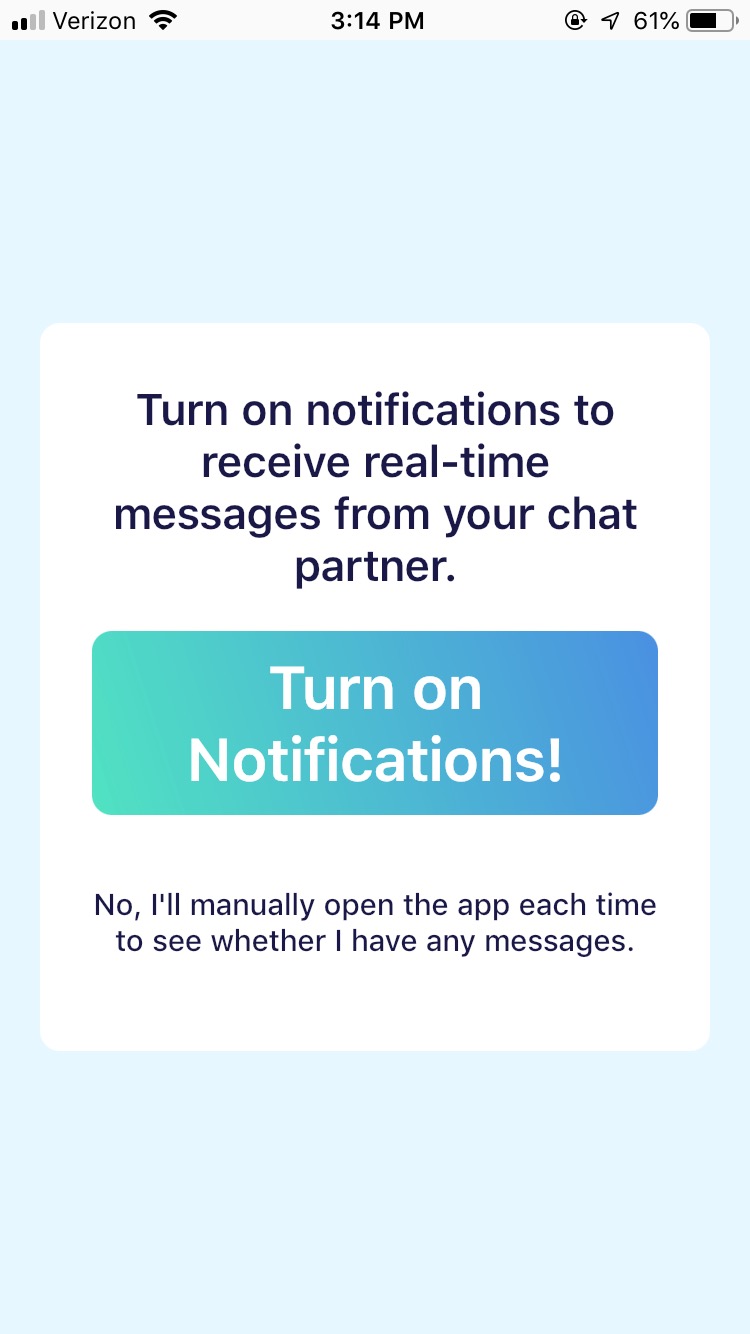 Verizon 3:14 PM 61%
Turn on notifications to
receive real-time
messages from your chat
partner.
Turn on
Notifications!
No, I'll manually open the app each time
to see whether I have any messages.